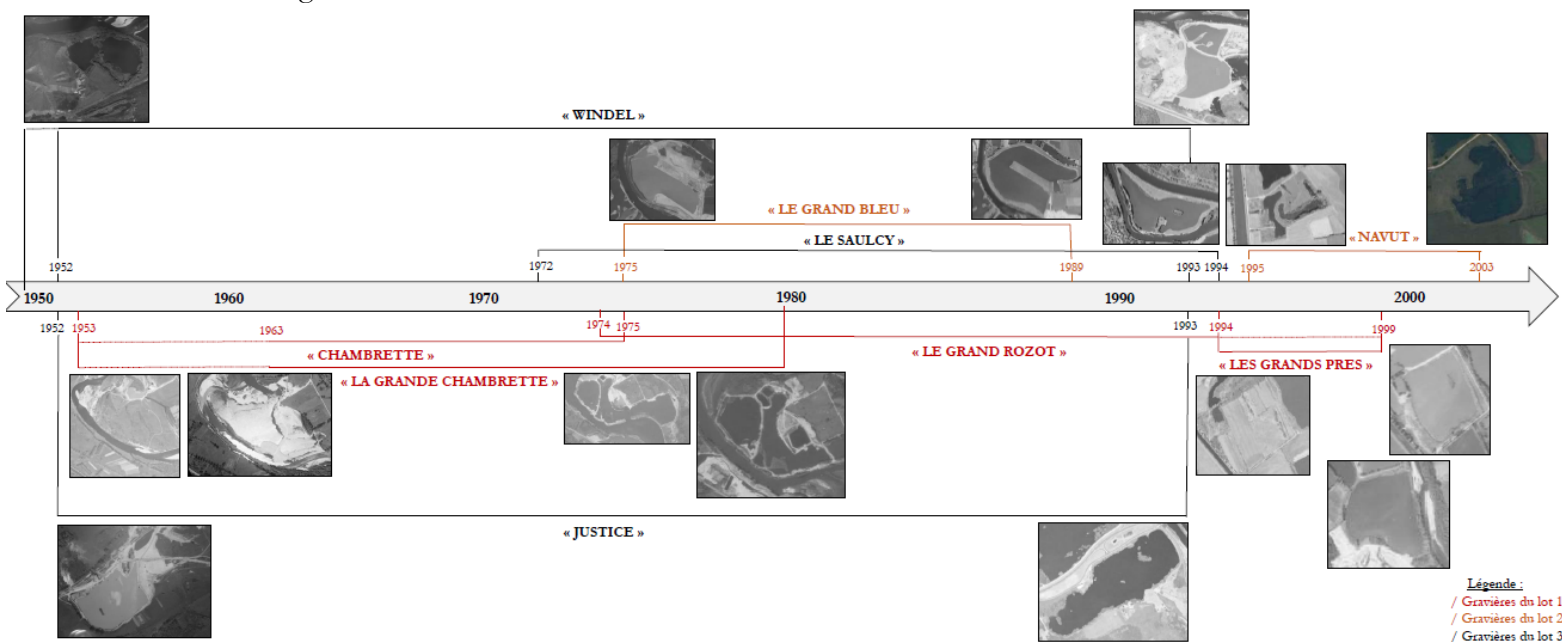 « WINDEL »
« LE GRAND BLEU »
« LE SAULCY »
« NAVUT »
1952
1972
1975
1989
1993
1994
1995
2003
1950
1960
1970
1980
1990
2000
1952
1953
1963
1974
1975
1993
1994
1999
« CHAMBRETTE »
« LE GRAND ROZOT »
« LES GRANDS PRES »
« LA GRANDE CHAMBRETTE »
« JUSTICE »
Légende :
/ Gravières du lot 1
/ Gravières du lot 2
/ Gravières du lot 3